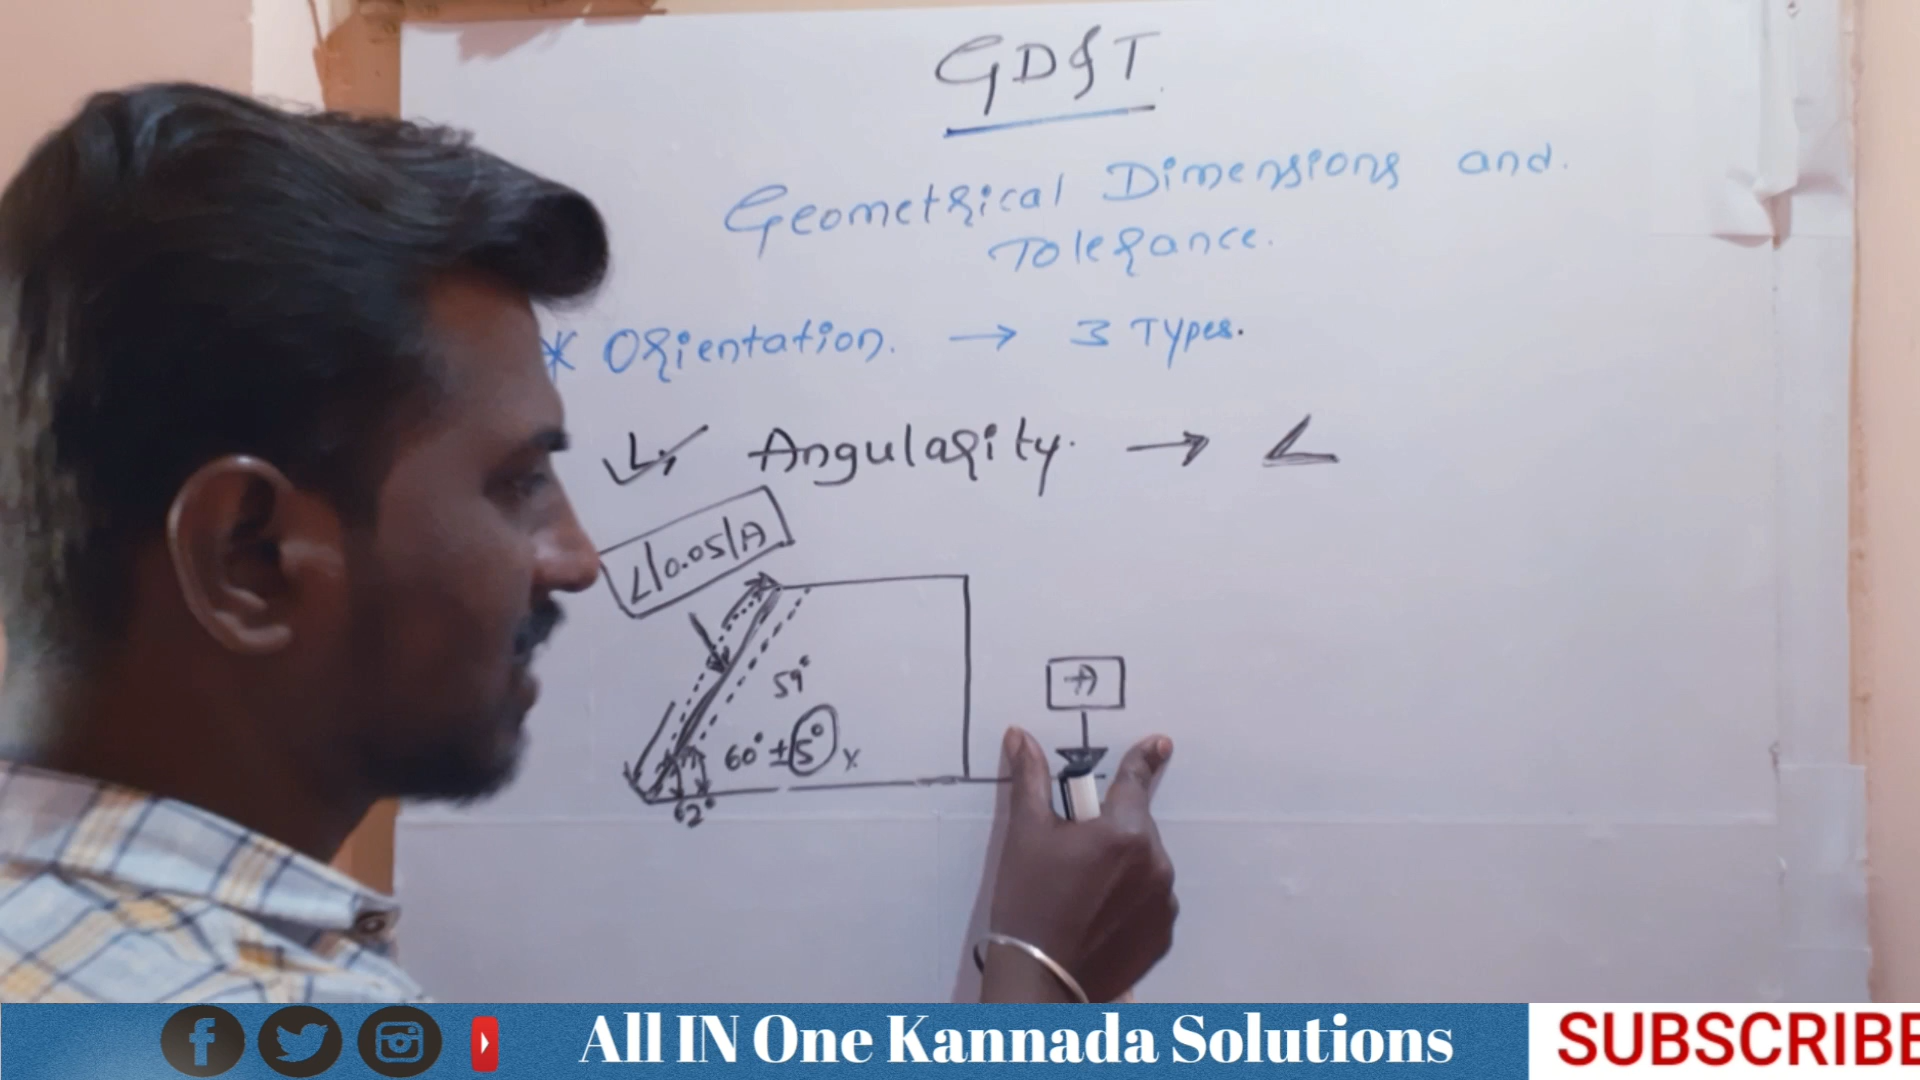 GD&T
Geometrical Dimensions and.
Tolerance.
* Orientation. → 3 Types.
Angularity. → ∠
∠|0.05|A
59°
A
60° ±5° x
62°
All IN One Kannada Solutions
SUBSCRIBE